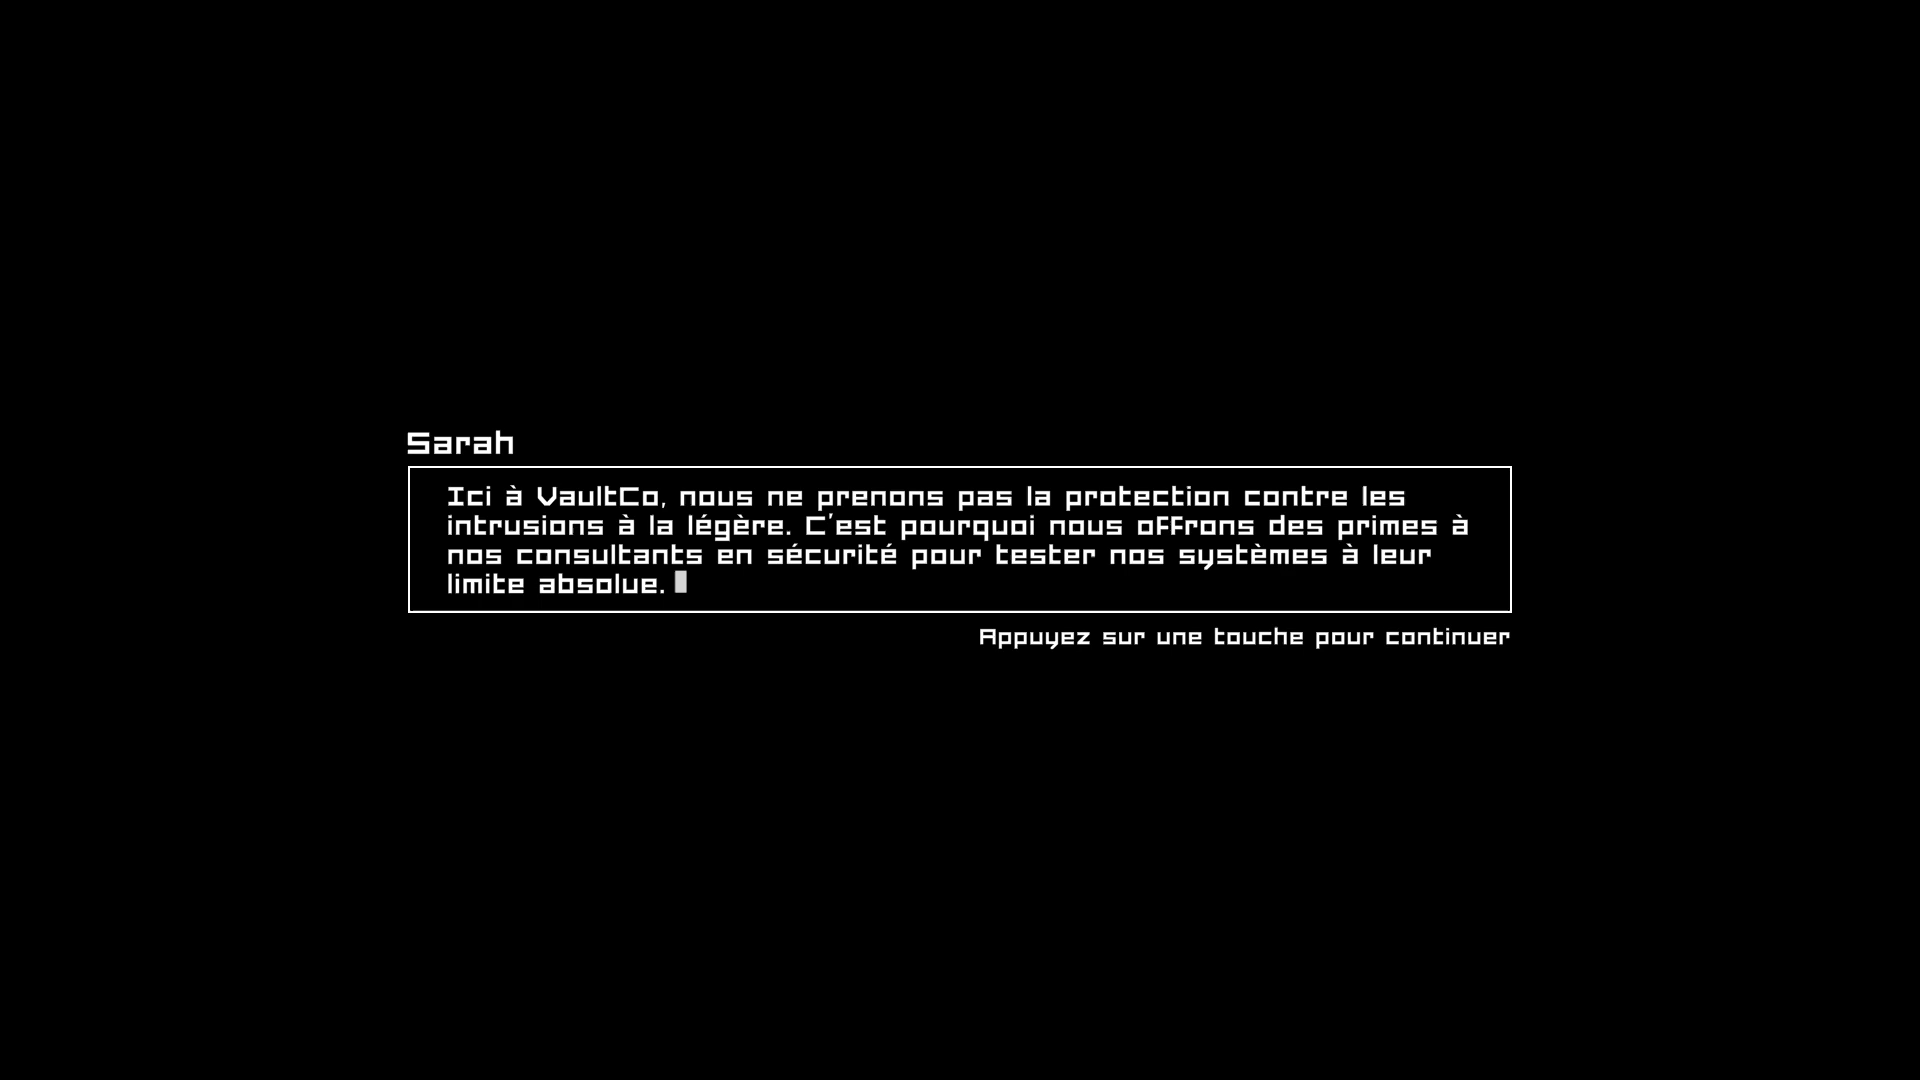 Sarah
Ici à VaultCo, nous ne prenons pas la protection contre les
intrusions à la légère. C'est pourquoi nous offrons des primes à
nos consultants en sécurité pour tester nos systèmes à leur
limite absolue.
Appuyez sur une touche pour continuer